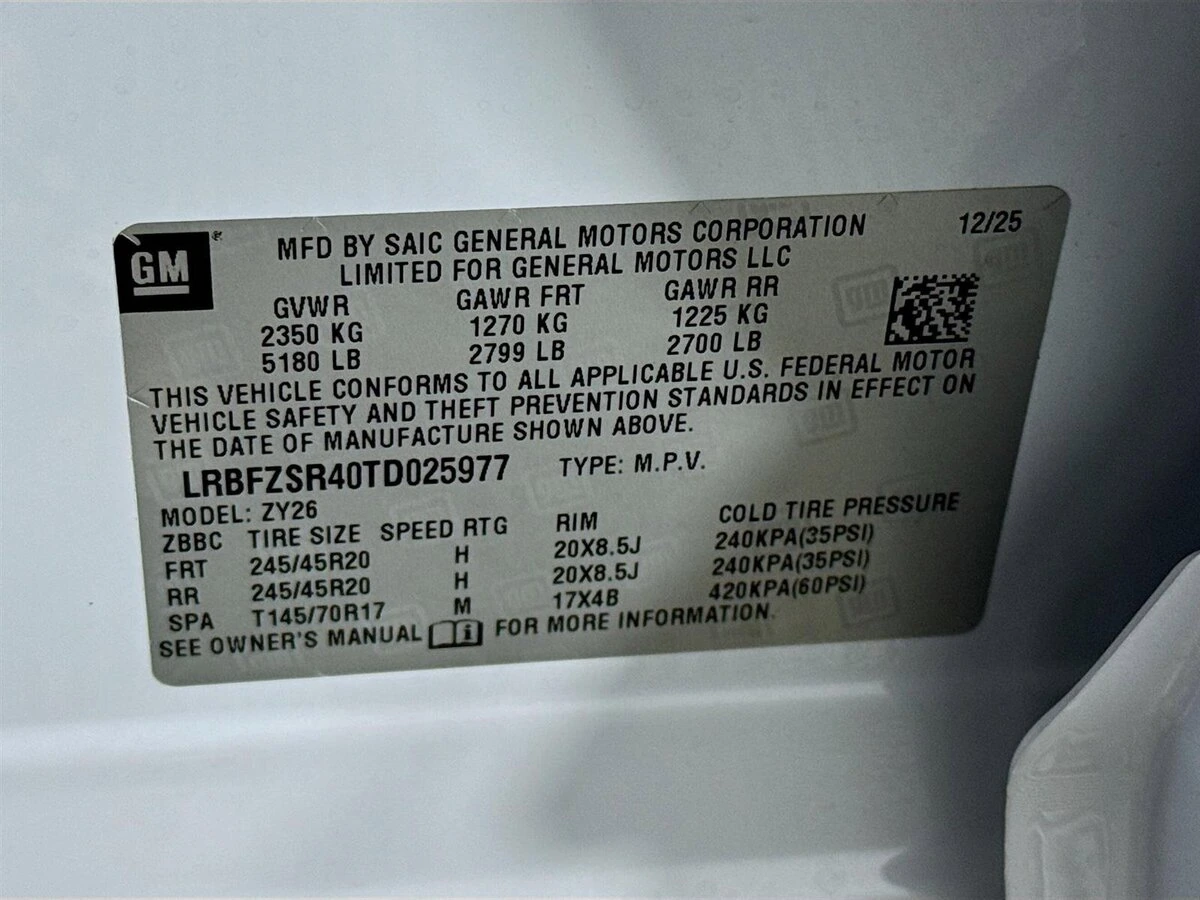 GM
MFD BY SAIC GENERAL MOTORS CORPORATION 12/25
LIMITED FOR GENERAL MOTORS LLC
GVWR GAWR FRT GAWR RR
2350 KG 1270 KG 1225 KG
5180 LB 2799 LB 2700 LB
THIS VEHICLE CONFORMS TO ALL APPLICABLE U.S. FEDERAL MOTOR
VEHICLE SAFETY AND THEFT PREVENTION STANDARDS IN EFFECT ON
THE DATE OF MANUFACTURE SHOWN ABOVE.
LRBFZSR40TD025977 TYPE: M.P.V.
MODEL: ZY26
ZBBC TIRE SIZE SPEED RTG RIM COLD TIRE PRESSURE
FRT 245/45R20 H 20X8.5J 240KPA(35PSI)
RR 245/45R20 H 20X8.5J 240KPA(35PSI)
SPA T145/70R17 M 17X4B 420KPA(60PSI)
SEE OWNER'S MANUAL FOR MORE INFORMATION.